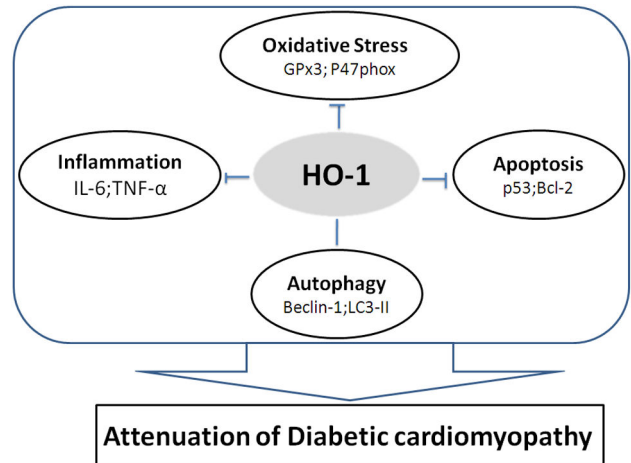 Oxidative Stress
GPx3; P47phox
Inflammation
IL-6;TNF-α
HO-1
Apoptosis
p53;Bcl-2
Autophagy
Beclin-1;LC3-II
Attenuation of Diabetic cardiomyopathy